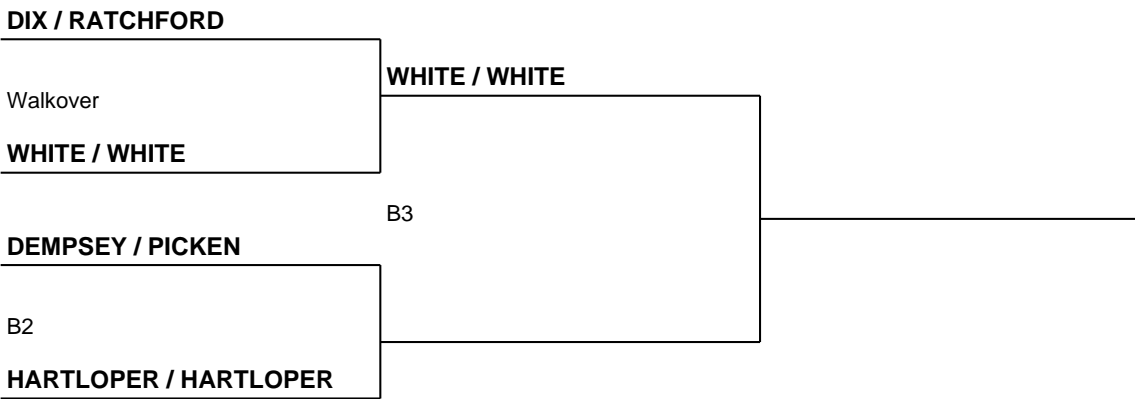 DIX / RATCHFORD
Walkover
WHITE / WHITE
WHITE / WHITE
B3
DEMPSEY / PICKEN
B2
HARTLOPER / HARTLOPER